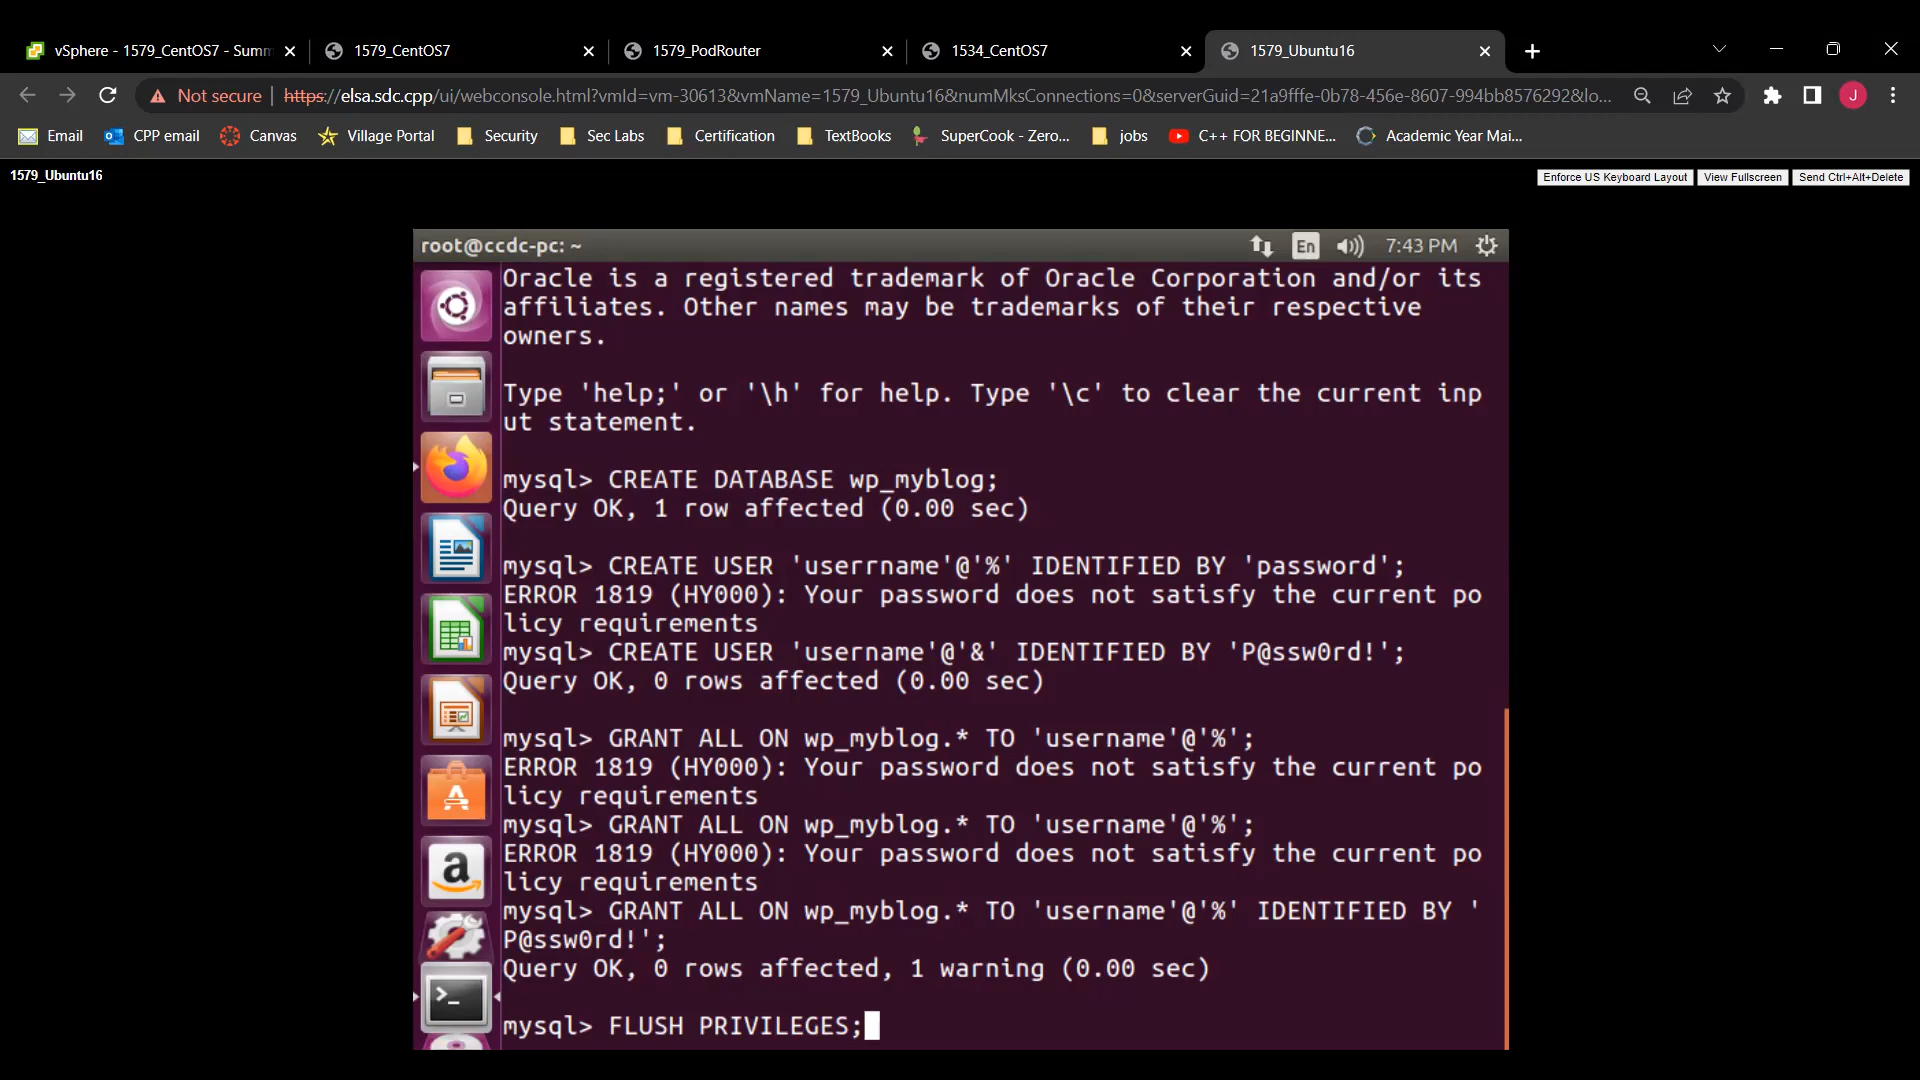 vSphere - 1579_CentOS7 - Summ
1579_CentOS7
1579_PodRouter
1534_CentOS7
1579_Ubuntu16
Not secure
https://elsa.sdc.cpp/ui/webconsole.html?vmId=vm-30613&vmName=1579_Ubuntu16&numMksConnections=0&serverGuid=21a9fffe-0b78-456e-8607-994bb8576292&lo...
J
Email
CPP email
Canvas
Village Portal
Security
Sec Labs
Certification
TextBooks
SuperCook - Zero...
jobs
C++ FOR BEGINNE...
Academic Year Mai...
1579_Ubuntu16
Enforce US Keyboard Layout
View Fullscreen
Send Ctrl+Alt+Delete
root@ccdc-pc: ~
En
7:43 PM
Oracle is a registered trademark of Oracle Corporation and/or its
affiliates. Other names may be trademarks of their respective
owners.
Type 'help;' or '\h' for help. Type '\c' to clear the current inp
ut statement.
mysql> CREATE DATABASE wp_myblog;
Query OK, 1 row affected (0.00 sec)
mysql> CREATE USER 'userrname'@'%' IDENTIFIED BY 'password';
ERROR 1819 (HY000): Your password does not satisfy the current po
licy requirements
mysql> CREATE USER 'username'@'&' IDENTIFIED BY 'P@ssw0rd!';
Query OK, 0 rows affected (0.00 sec)
mysql> GRANT ALL ON wp_myblog.* TO 'username'@'%';
ERROR 1819 (HY000): Your password does not satisfy the current po
licy requirements
mysql> GRANT ALL ON wp_myblog.* TO 'username'@'%';
ERROR 1819 (HY000): Your password does not satisfy the current po
licy requirements
mysql> GRANT ALL ON wp_myblog.* TO 'username'@'%' IDENTIFIED BY '
P@ssw0rd!';
Query OK, 0 rows affected, 1 warning (0.00 sec)
mysql> FLUSH PRIVILEGES;